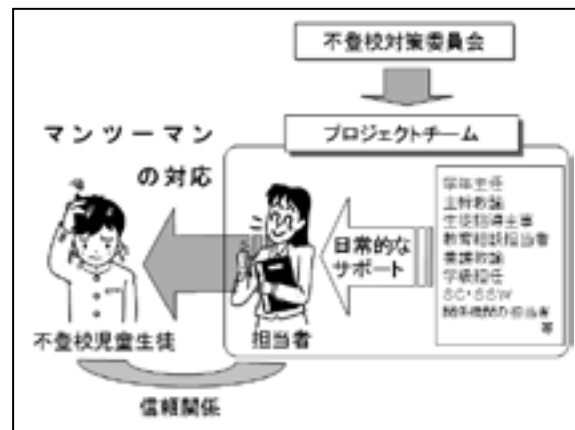 不登校対策委員会
プロジェクトチーム
マンツーマン
の対応
学年主任
主幹教諭
生徒指導主事
教育相談担当者
養護教諭
学級担任
SC・SSW
関係機関の担当者
等
日常的な
サポート
不登校児童生徒
担当者
信頼関係